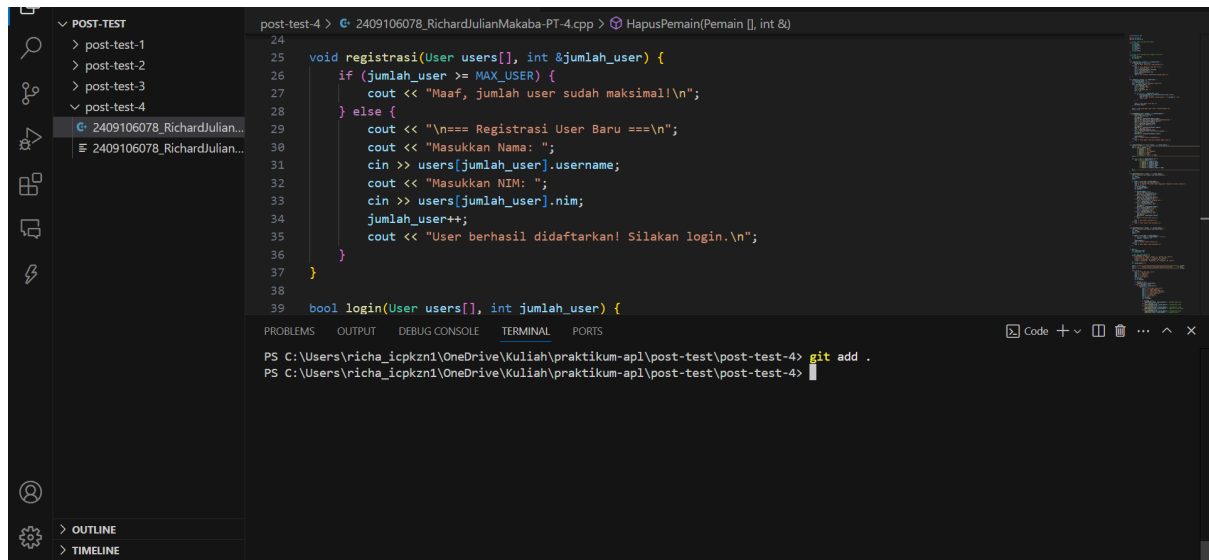 POST-TEST
post-test-1
post-test-2
post-test-3
post-test-4
2409106078_RichardJulian...
2409106078_RichardJulian...
OUTLINE
TIMELINE
post-test-4 > 2409106078_RichardJulianMakaba-PT-4.cpp > HapusPemain(Pemain [], int &)
24
25 void registrasi(User users[], int &jumlah_user) {
26 if (jumlah_user >= MAX_USER) {
27 cout << "Maaf, jumlah user sudah maksimal!\n";
28 } else {
29 cout << "\n=== Registrasi User Baru ===\n";
30 cout << "Masukkan Nama: ";
31 cin >> users[jumlah_user].username;
32 cout << "Masukkan NIM: ";
33 cin >> users[jumlah_user].nim;
34 jumlah_user++;
35 cout << "User berhasil didaftarkan! Silakan login.\n";
36 }
37 }
38
39 bool login(User users[], int jumlah_user) {
PROBLEMS OUTPUT DEBUG CONSOLE TERMINAL PORTS Code
PS C:\Users\richa_icpkzn1\OneDrive\Kuliah\praktikum-apl\post-test\post-test-4> git add .
PS C:\Users\richa_icpkzn1\OneDrive\Kuliah\praktikum-apl\post-test\post-test-4>